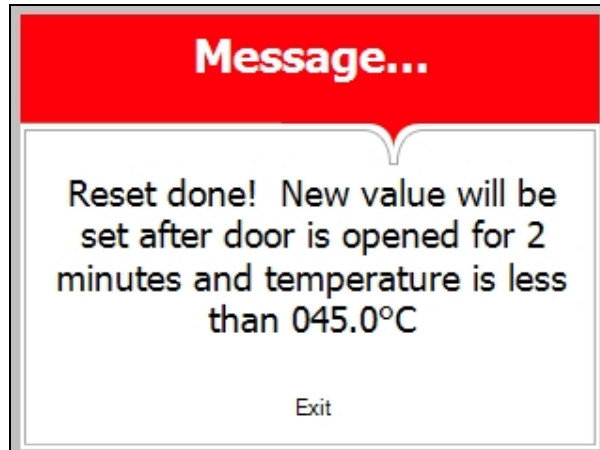 Message...
Reset done!  New value will be
set after door is opened for 2
minutes and temperature is less
than 045.0°C
Exit